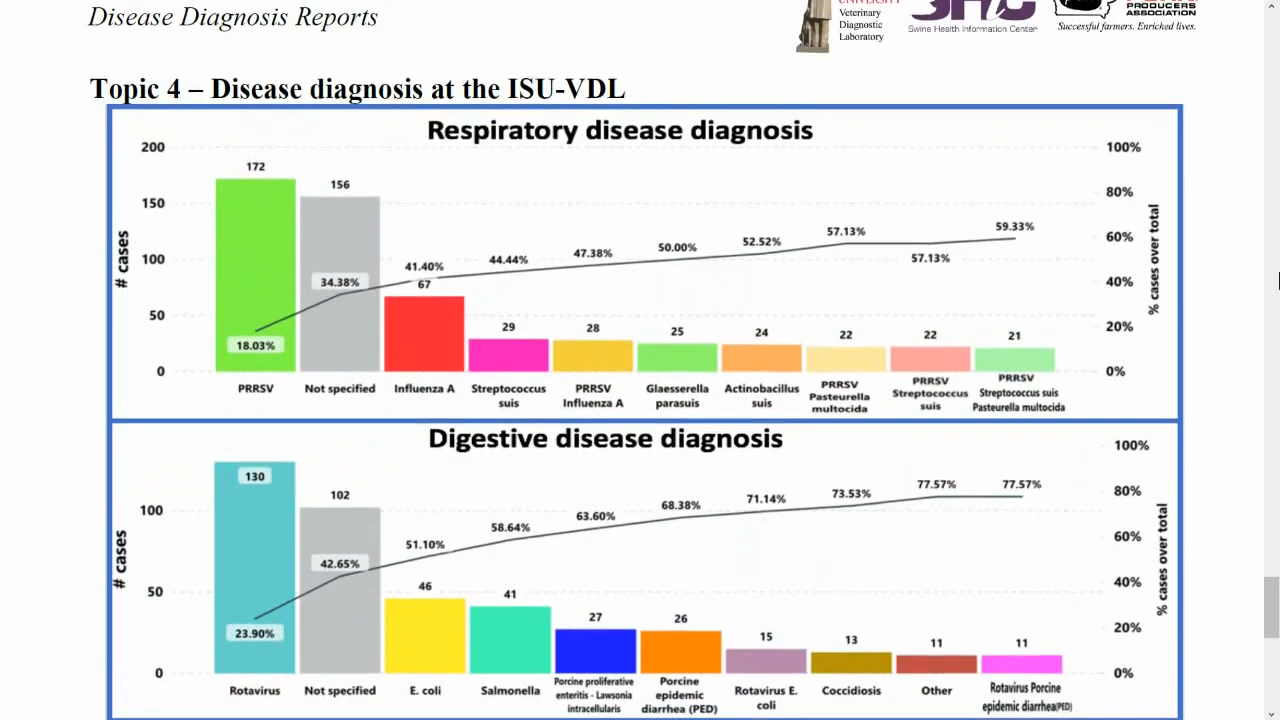 Disease Diagnosis Reports
UNIVERSITY
Veterinary
Diagnostic
Laboratory
SHiC
Swine Health Information Center
PRODUCERS
ASSOCIATION
Successful farmers. Enriched lives.
Topic 4 – Disease diagnosis at the ISU-VDL
Respiratory disease diagnosis
# cases
200
150
100
50
0
172
156
67
29
28
25
24
22
22
21
18.03%
34.38%
41.40%
44.44%
47.38%
50.00%
52.52%
57.13%
57.13%
59.33%
100%
80%
60%
40%
20%
0%
% cases over total
PRRSV
Not specified
Influenza A
Streptococcus
suis
PRRSV
Influenza A
Glaesserella
parasuis
Actinobacillus
suis
PRRSV
Pasteurella
multocida
PRRSV
Streptococcus
suis
PRRSV
Streptococcus suis
Pasteurella multocida
Digestive disease diagnosis
# cases
100
50
0
130
102
46
41
27
26
15
13
11
11
23.90%
42.65%
51.10%
58.64%
63.60%
68.38%
71.14%
73.53%
77.57%
77.57%
100%
80%
60%
40%
20%
0%
% cases over total
Rotavirus
Not specified
E. coli
Salmonella
Porcine proliferative
enteritis - Lawsonia
intracellularis
Porcine
epidemic
diarrhea (PED)
Rotavirus E.
coli
Coccidiosis
Other
Rotavirus Porcine
epidemic diarrhea(PED)